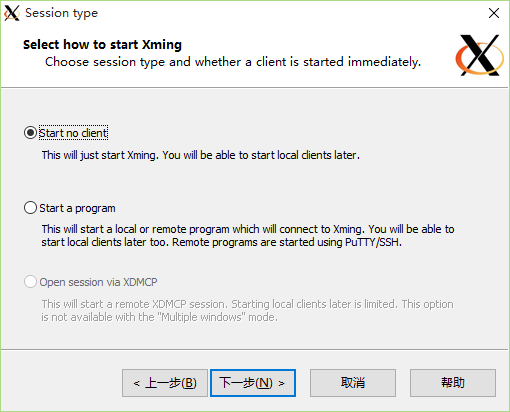 Session type
Select how to start Xming
Choose session type and whether a client is started immediately.
Start no client
This will just start Xming. You will be able to start local clients later.
Start a program
This will start a local or remote program which will connect to Xming. You will be able to
start local clients later too. Remote programs are started using PuTTY/SSH.
Open session via XDMCP
This will start a remote XDMCP session. Starting local clients later is limited. This option
is not available with the "Multiple windows" mode.
< 上一步(B) 下一步(N) > 取消 帮助